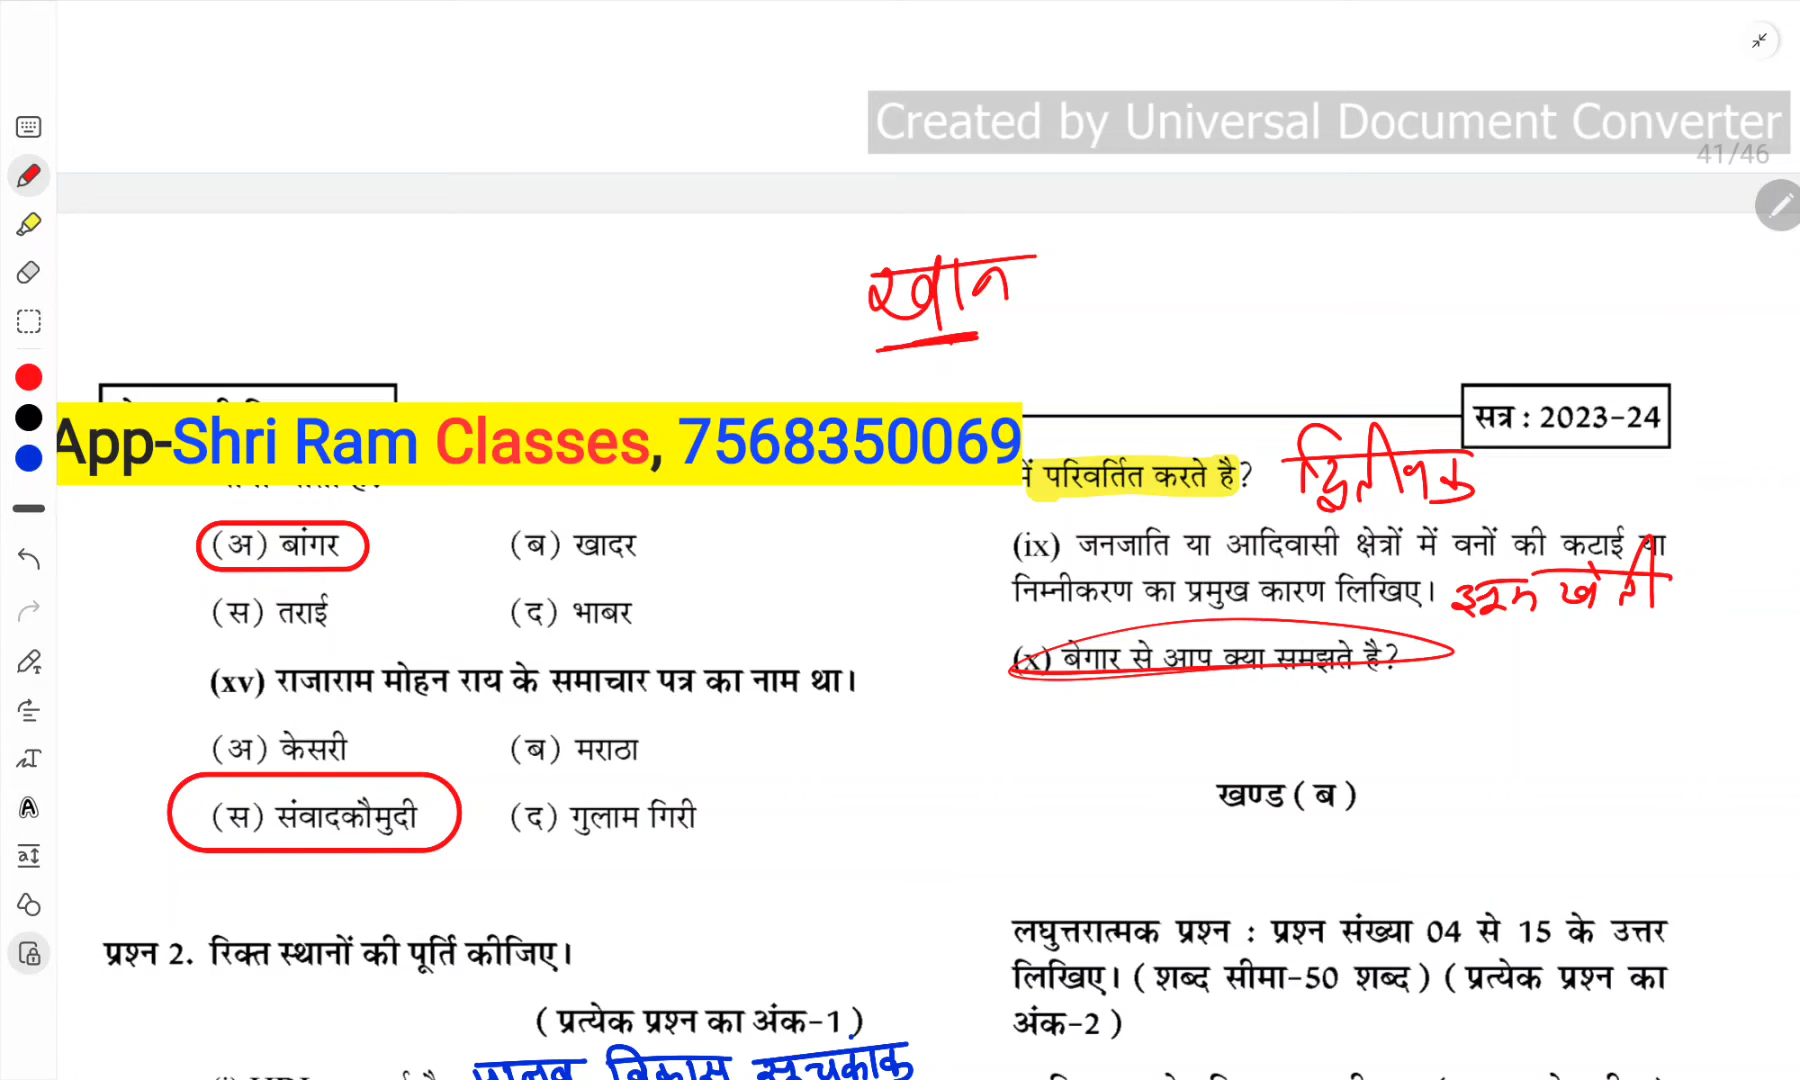 Created by Universal Document Converter
41/46
खान
सत्र : 2023-24
App-Shri Ram Classes, 7568350069
(अ) बांगर (ब) खादर
(स) तराई (द) भाबर
(xv) राजाराम मोहन राय के समाचार पत्र का नाम था।
(अ) केसरी (ब) मराठा
(स) संवादकौमुदी (द) गुलाम गिरी
प्रश्न 2. रिक्त स्थानों की पूर्ति कीजिए।
(प्रत्येक प्रश्न का अंक-1)
मानव विकास सूचकांक
में परिवर्तित करते है? द्वितीयक
(ix) जनजाति या आदिवासी क्षेत्रों में वनों की कटाई या
निम्नीकरण का प्रमुख कारण लिखिए। झूम खेती
(x) बेगार से आप क्या समझते है?
खण्ड (ब)
लघुत्तरात्मक प्रश्न : प्रश्न संख्या 04 से 15 के उत्तर
लिखिए। (शब्द सीमा-50 शब्द) (प्रत्येक प्रश्न का
अंक-2)